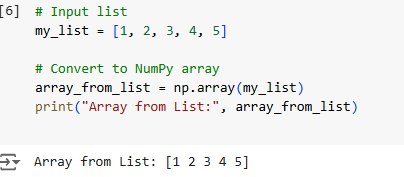 [6] # Input list
my_list = [1, 2, 3, 4, 5]
# Convert to NumPy array
array_from_list = np.array(my_list)
print("Array from List:", array_from_list)
Array from List: [1 2 3 4 5]